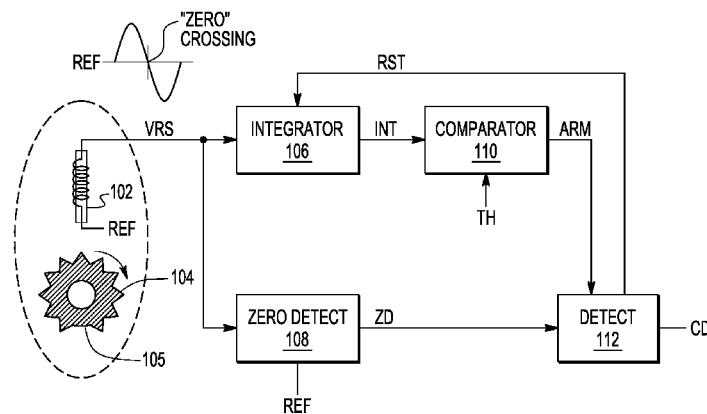 "ZERO"
CROSSING
REF
RST
VRS
INTEGRATOR
106
INT
COMPARATOR
110
ARM
102
REF
TH
104
ZERO DETECT
108
ZD
DETECT
112
CD
105
REF